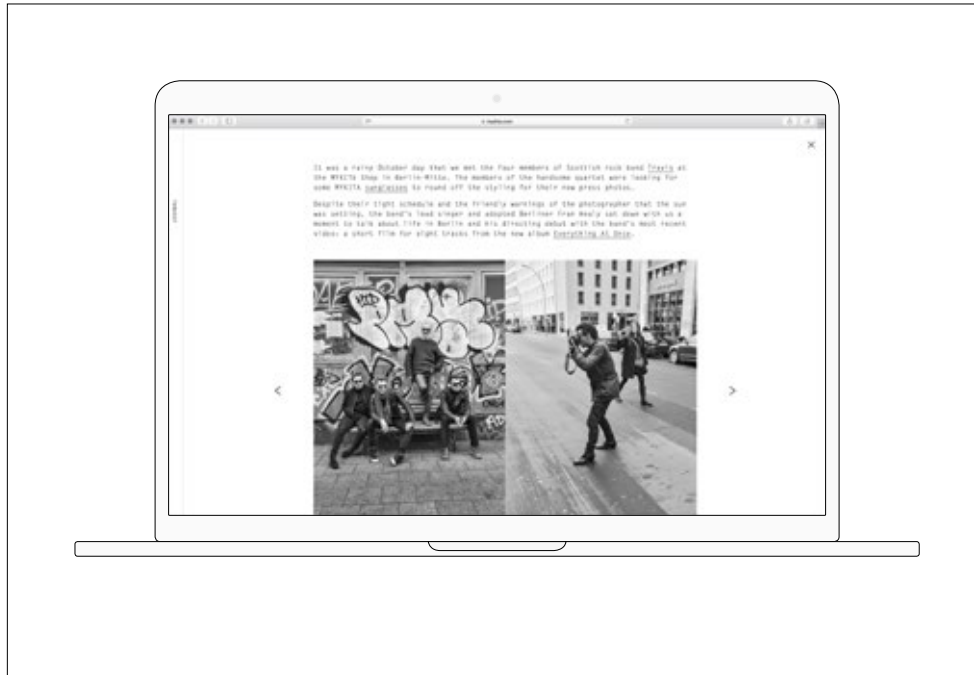 mykita.com
It was a rainy October day that we met the four members of Scottish rock band Travis at
the MYKITA Shop in Berlin-Mitte. The members of the handsome quartet were looking for
some MYKITA sunglasses to round off the styling for their new press photos.
Despite their tight schedule and the friendly warnings of the photographer that the sun
was setting, the band's lead singer and adopted Berliner Fran Healy sat down with us a
moment to talk about life in Berlin and his directing debut with the band's most recent
video: a short film for eight tracks from the new album Everything At Once.